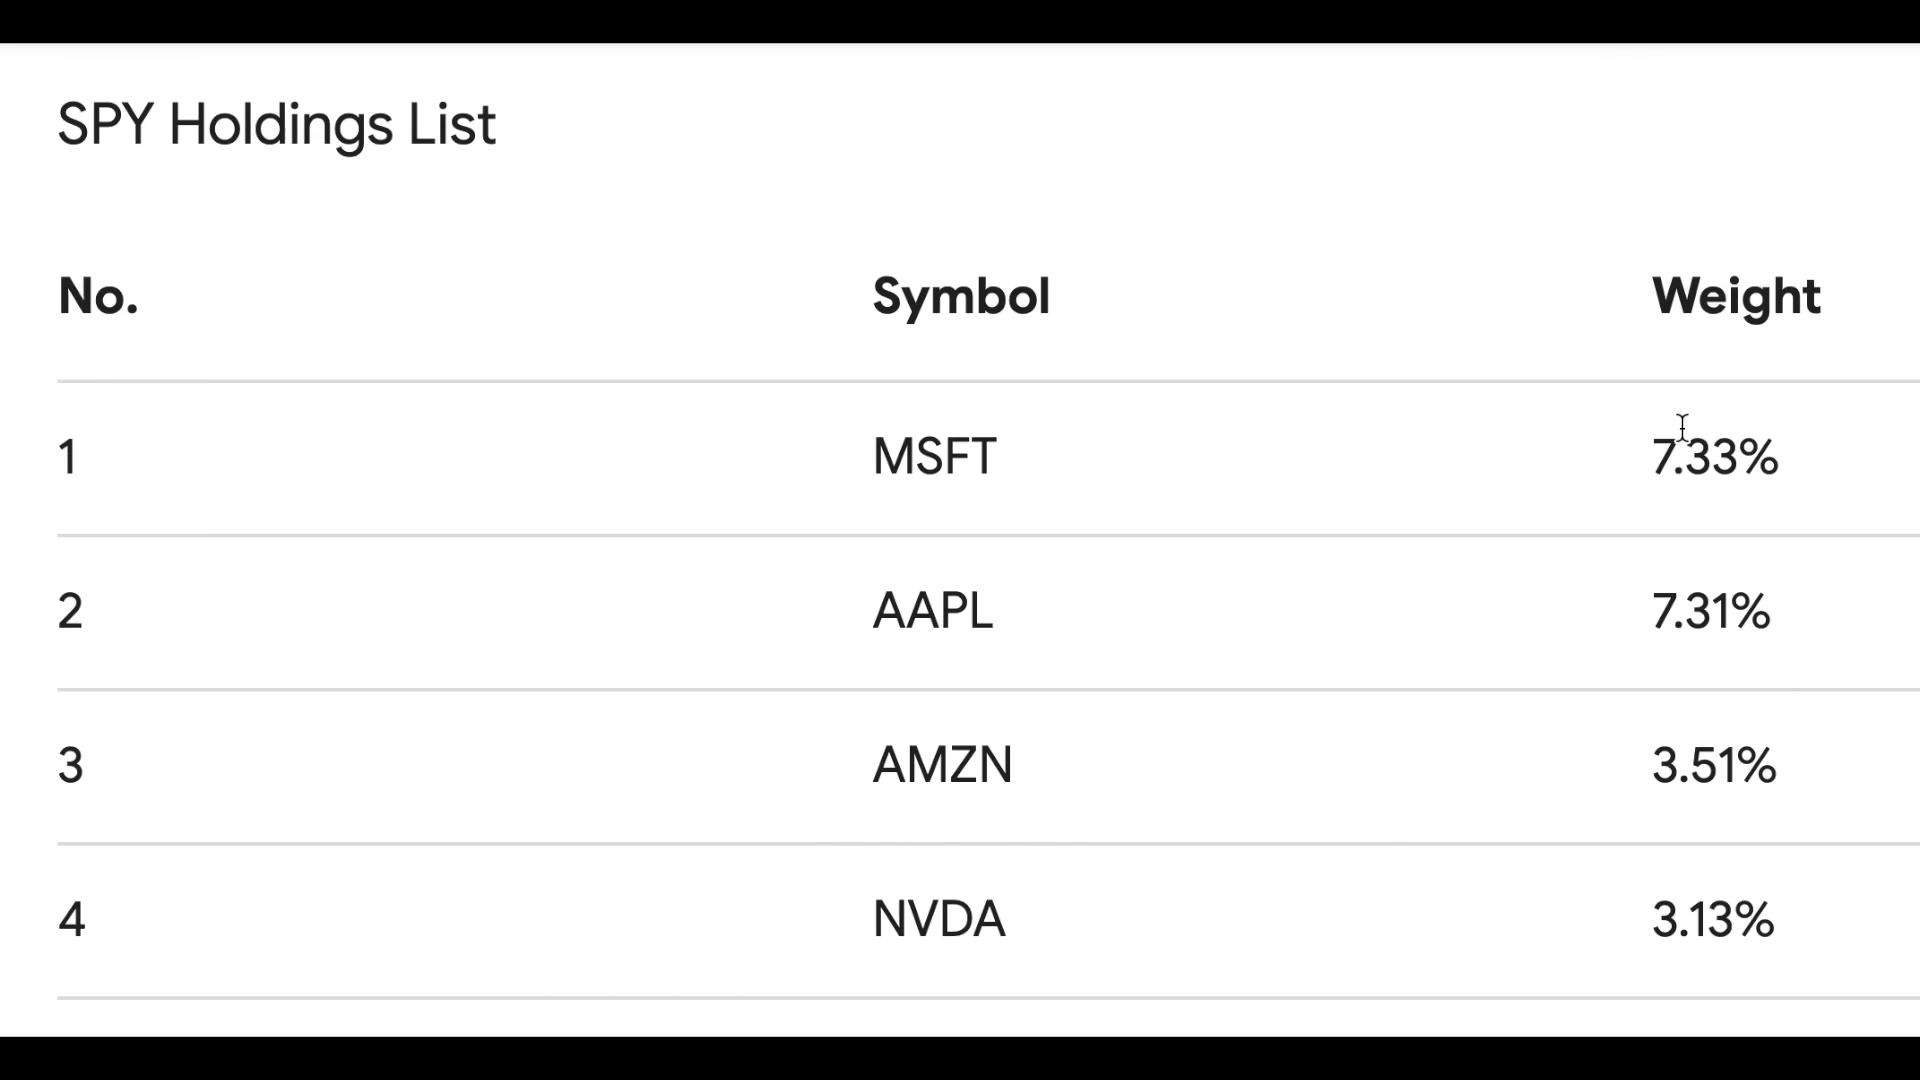 SPY Holdings List
No. Symbol Weight
1 MSFT 7.33%
2 AAPL 7.31%
3 AMZN 3.51%
4 NVDA 3.13%